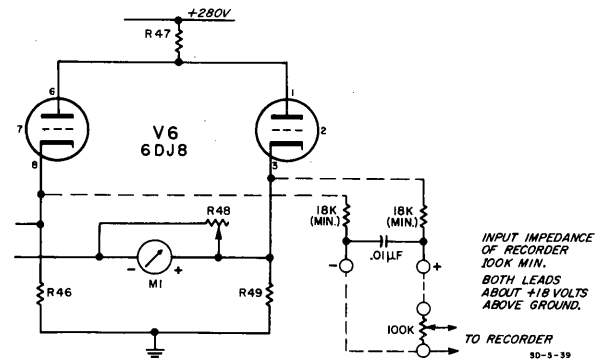 +280V
R47
6
1
7
2
V6
6DJ8
8
3
18K
(MIN.)
18K
(MIN.)
R48
.01µF
- M1 +
- +
R46
R49
INPUT IMPEDANCE
OF RECORDER
100K MIN.
BOTH LEADS
ABOUT +18 VOLTS
ABOVE GROUND.
100K
TO RECORDER
SD-S-39